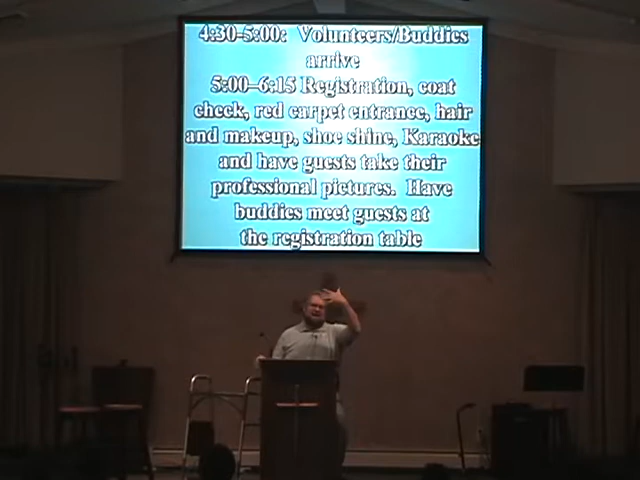 4:30-5:00:  Volunteers/Buddies
arrive
5:00–6:15 Registration, coat
check, red carpet entrance, hair
and makeup, shoe shine, Karaoke
and have guests take their
professional pictures.  Have
buddies meet guests at
the registration table